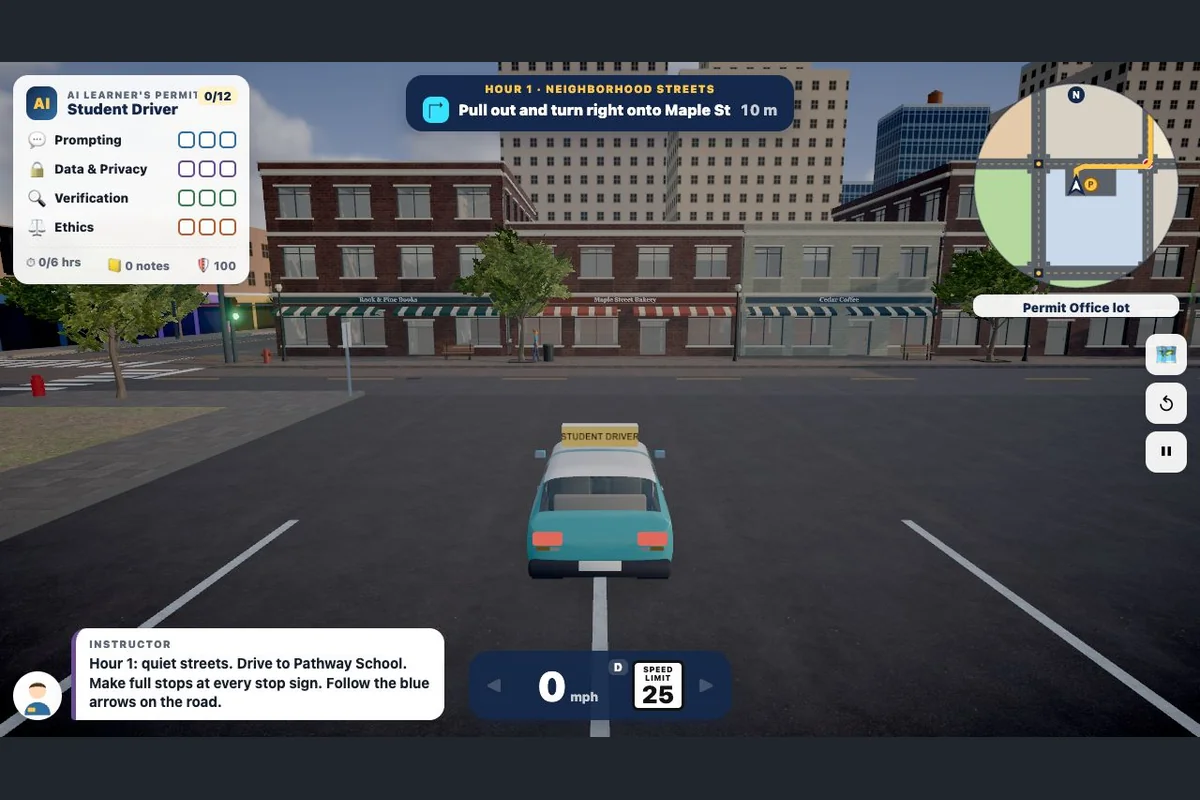 AI
AI LEARNER'S PERMIT
0/12
Student Driver
Prompting
Data & Privacy
Verification
Ethics
0/6 hrs
0 notes
100
HOUR 1 · NEIGHBORHOOD STREETS
Pull out and turn right onto Maple St 10 m
N
P
Permit Office lot
Rook & Pine Books
Maple Street Bakery
Cedar Coffee
STUDENT DRIVER
INSTRUCTOR
Hour 1: quiet streets. Drive to Pathway School.
Make full stops at every stop sign. Follow the blue
arrows on the road.
0 mph
D
SPEED
LIMIT
25